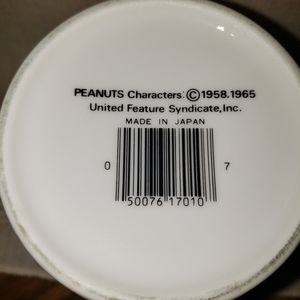 PEANUTS Characters: © 1958.1965
United Feature Syndicate, Inc.
MADE IN JAPAN
0 50076 17010 7